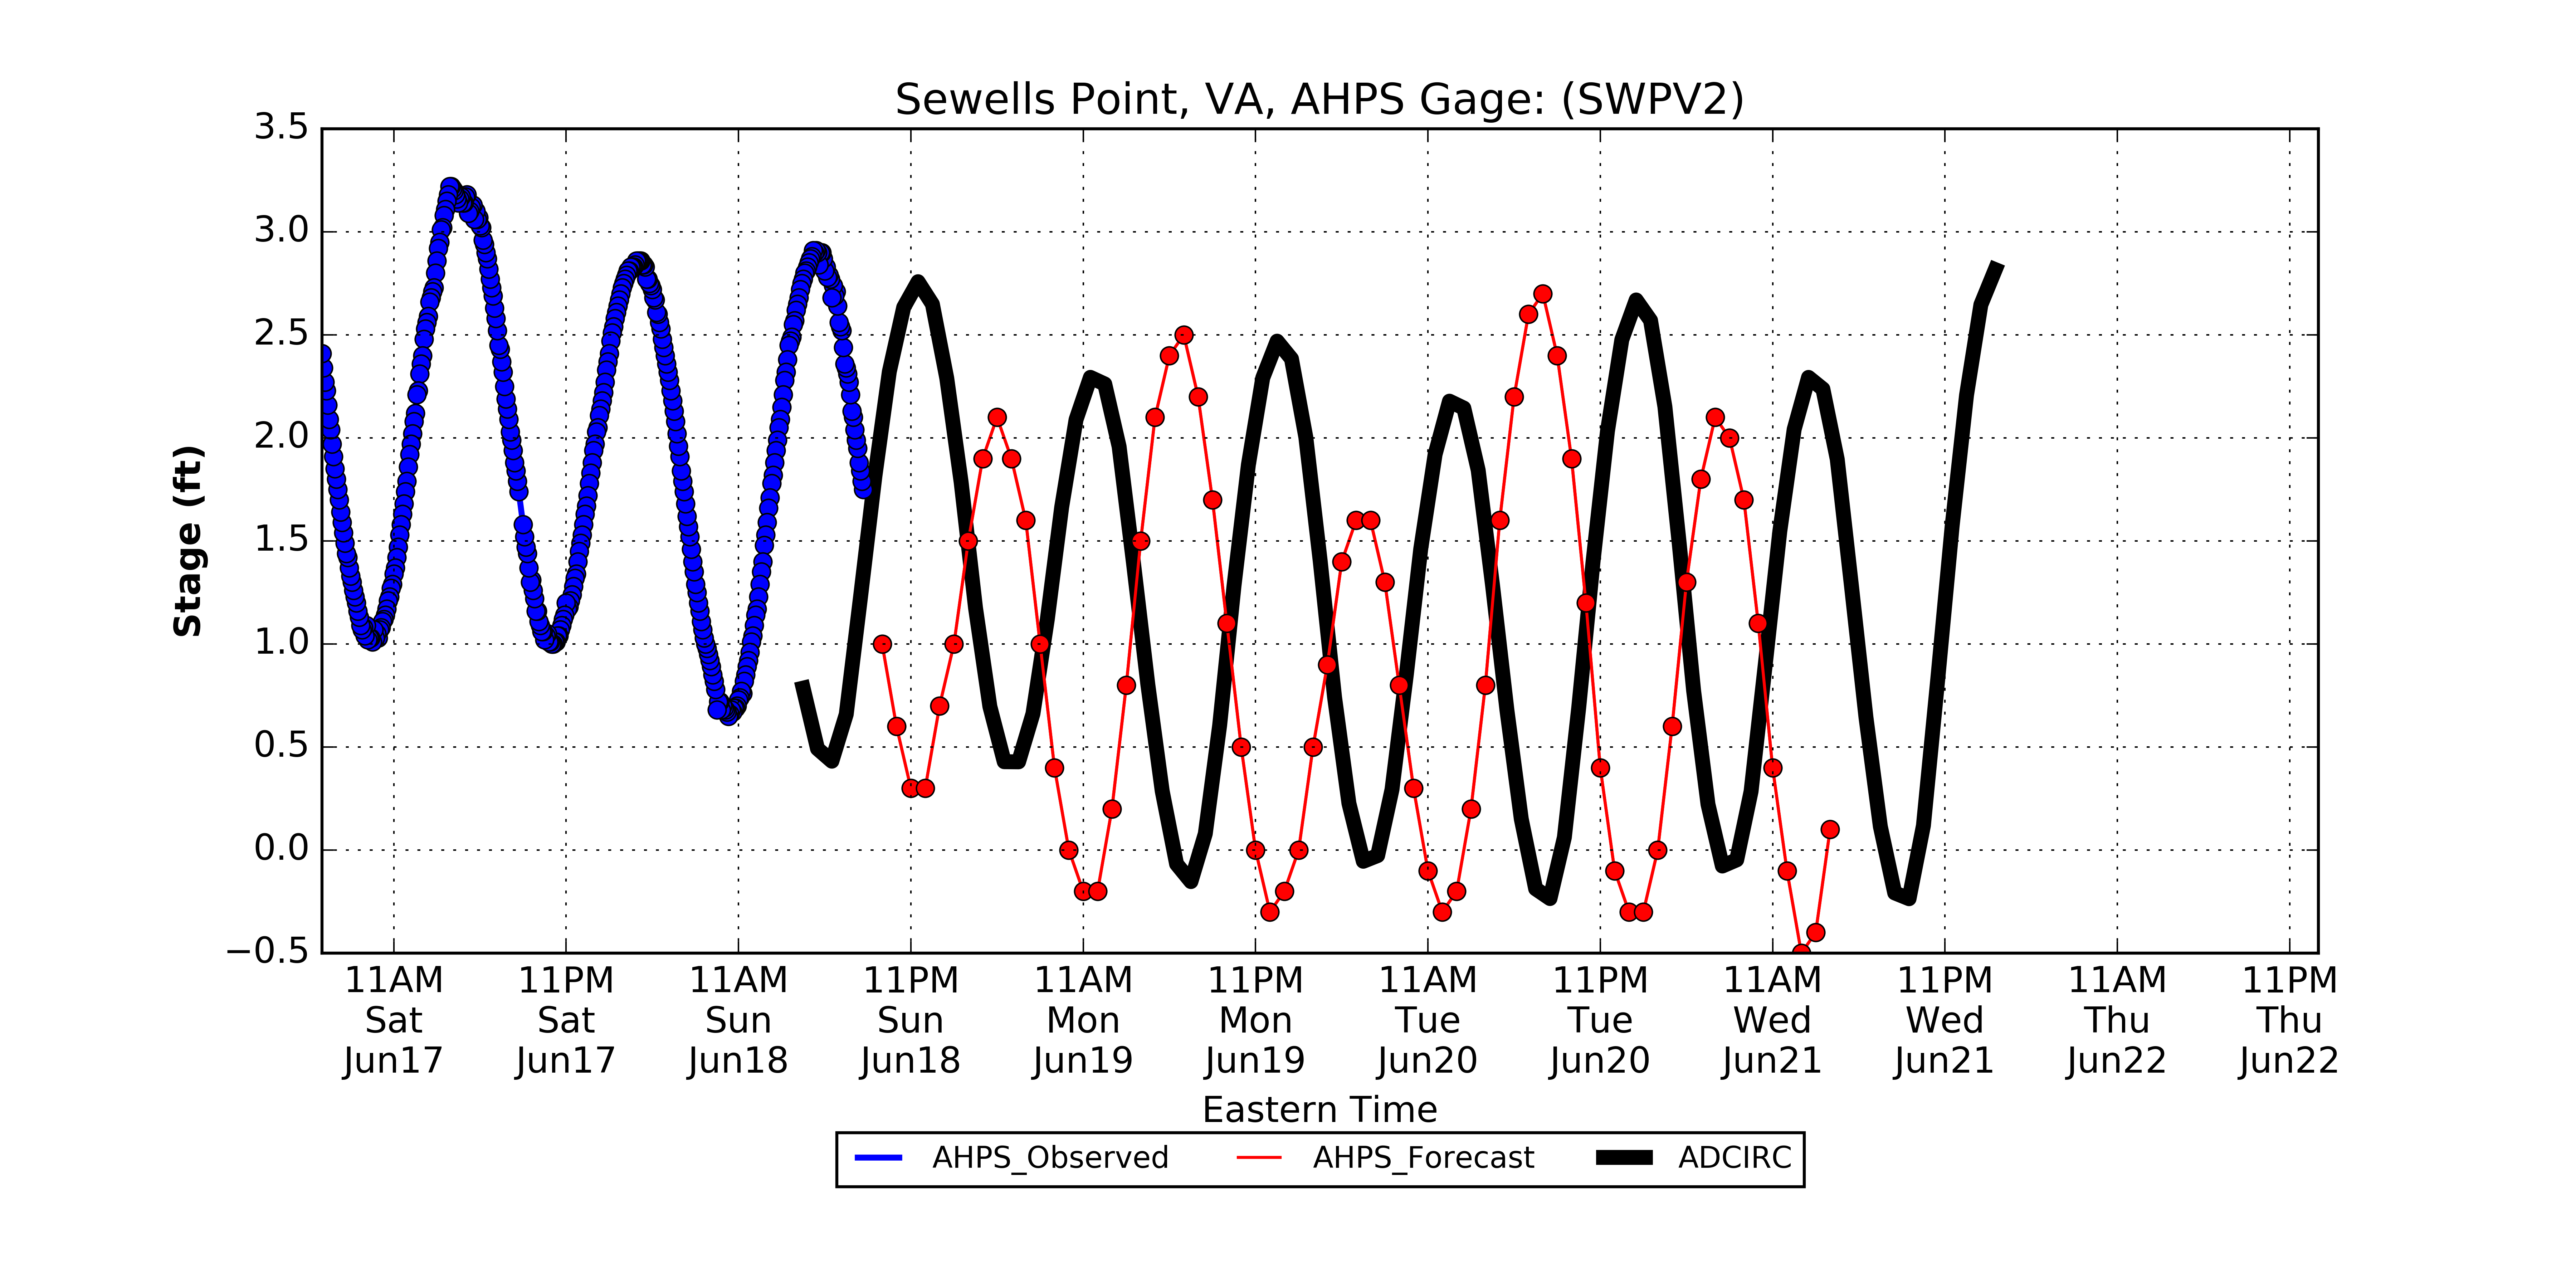 Sewells Point, VA, AHPS Gage: (SWPV2)
3.5
3.0
2.5
2.0
1.5
1.0
0.5
0.0
−0.5
Stage (ft)
11AM 11PM 11AM 11PM 11AM 11PM 11AM 11PM 11AM 11PM 11AM 11PM
Sat Sat Sun Sun Mon Mon Tue Tue Wed Wed Thu Thu
Jun17 Jun17 Jun18 Jun18 Jun19 Jun19 Jun20 Jun20 Jun21 Jun21 Jun22 Jun22
Eastern Time
AHPS_Observed AHPS_Forecast ADCIRC